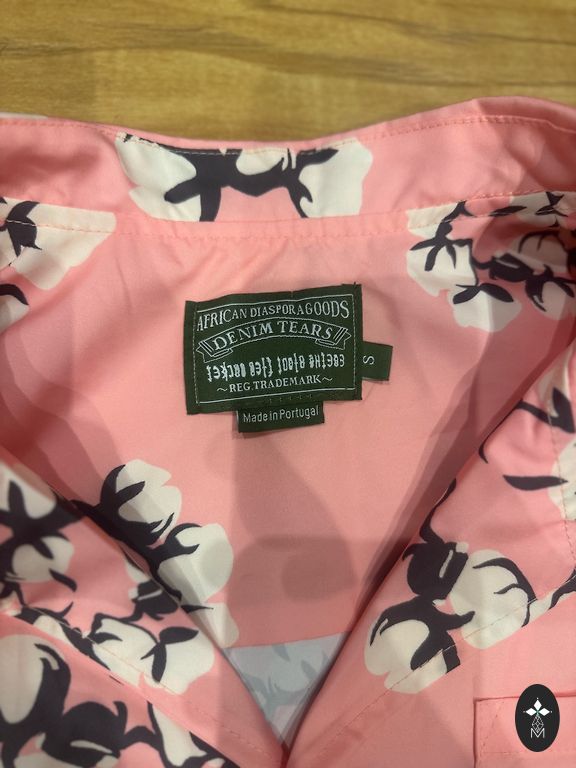 AFRICAN DIASPORA GOODS
DENIM TEARS
~REG. TRADEMARK~
S
Made in Portugal
M